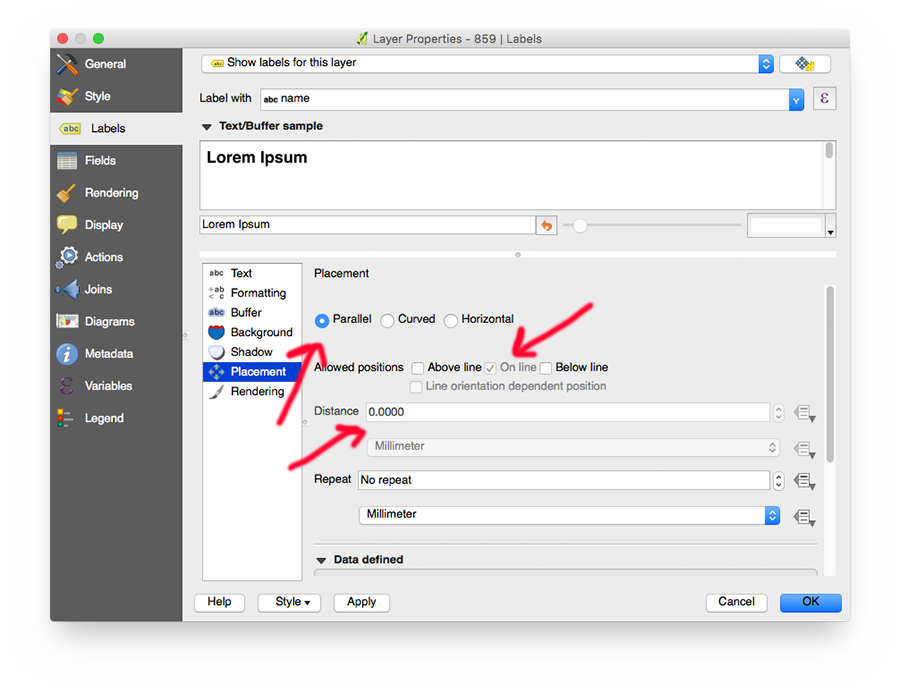 Layer Properties - 859 | Labels
General
Style
abc Labels
Fields
Rendering
Display
Actions
Joins
Diagrams
Metadata
Variables
Legend
abc Show labels for this layer
Label with abc name ε
Text/Buffer sample
Lorem Ipsum
Lorem Ipsum
abc Text
+ab < c Formatting
abc Buffer
Background
Shadow
Placement
Rendering
Placement
Parallel Curved Horizontal
Allowed positions Above line On line Below line
Line orientation dependent position
Distance 0.0000
Millimeter
Repeat No repeat
Millimeter
Data defined
Help Style Apply Cancel OK